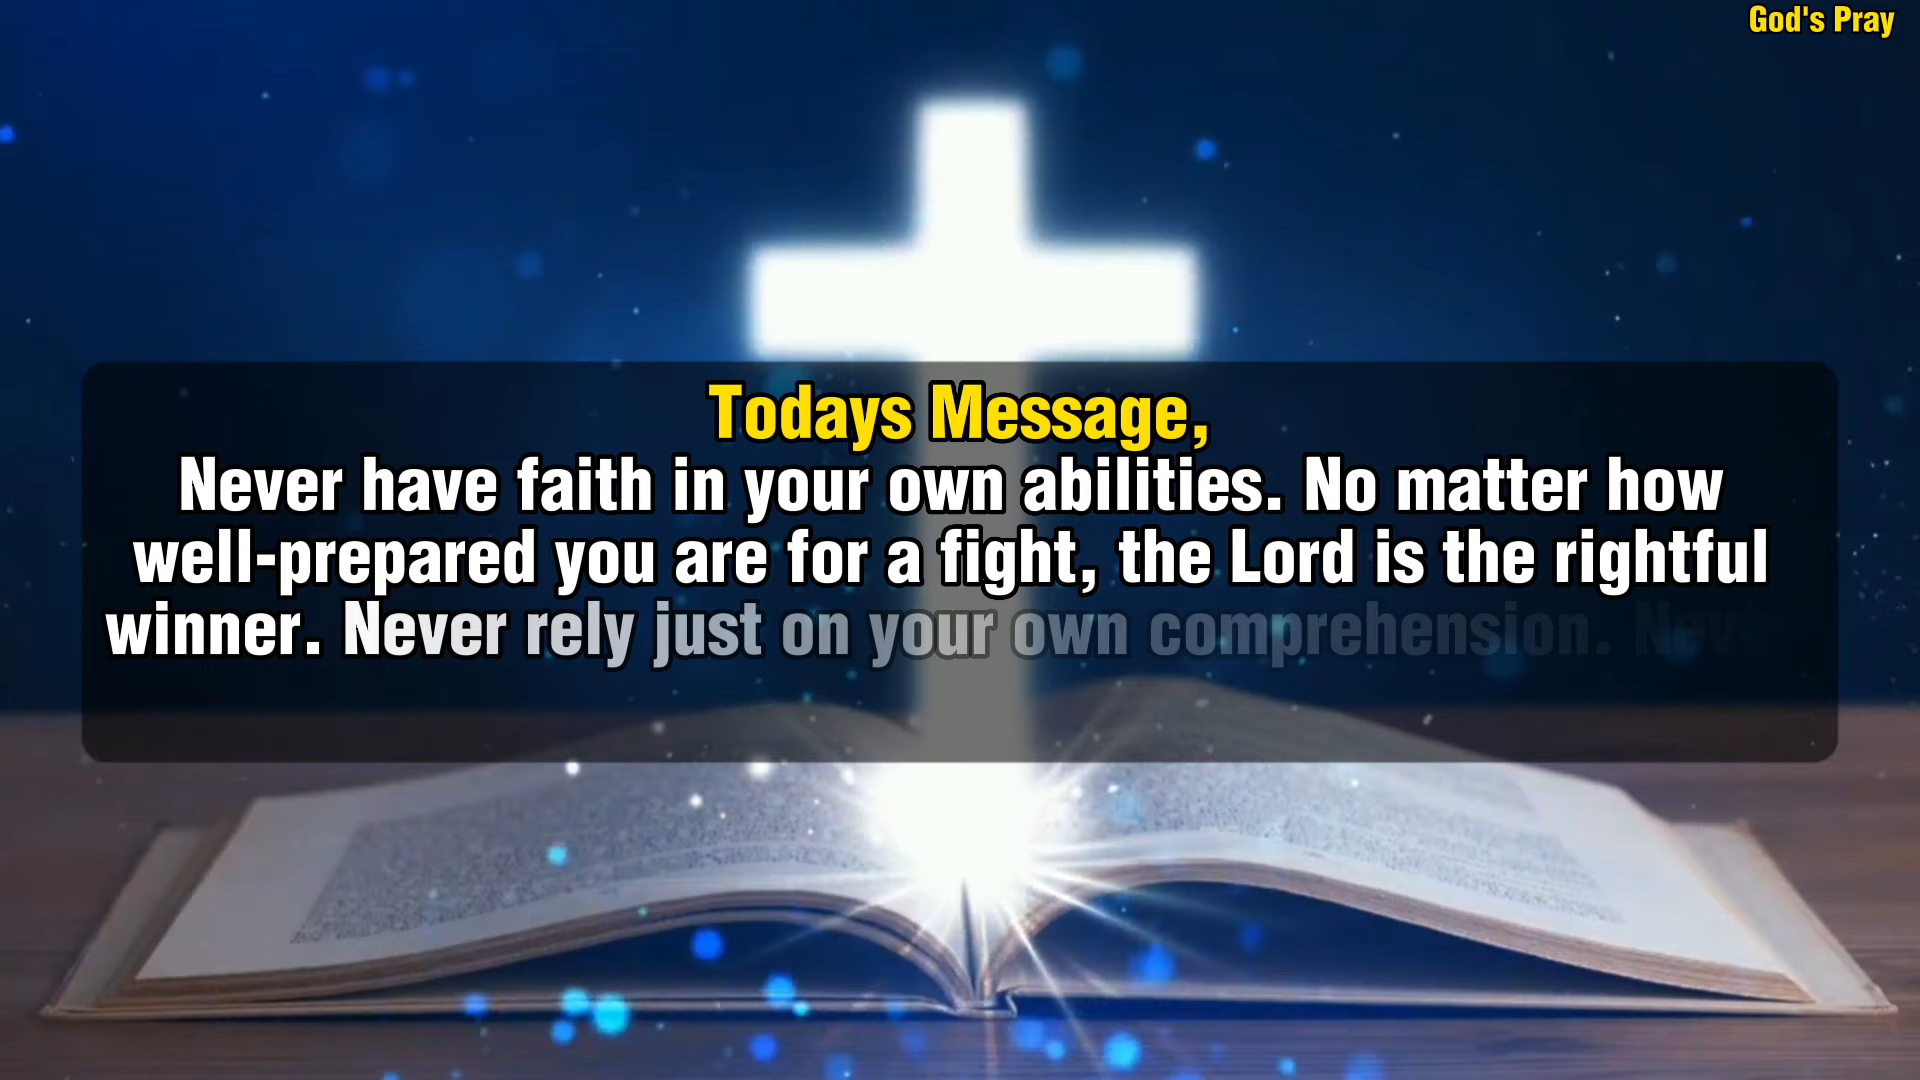 God's Pray
Todays Message,
Never have faith in your own abilities. No matter how
well-prepared you are for a fight, the Lord is the rightful
winner. Never rely just on your own comprehension. Neve